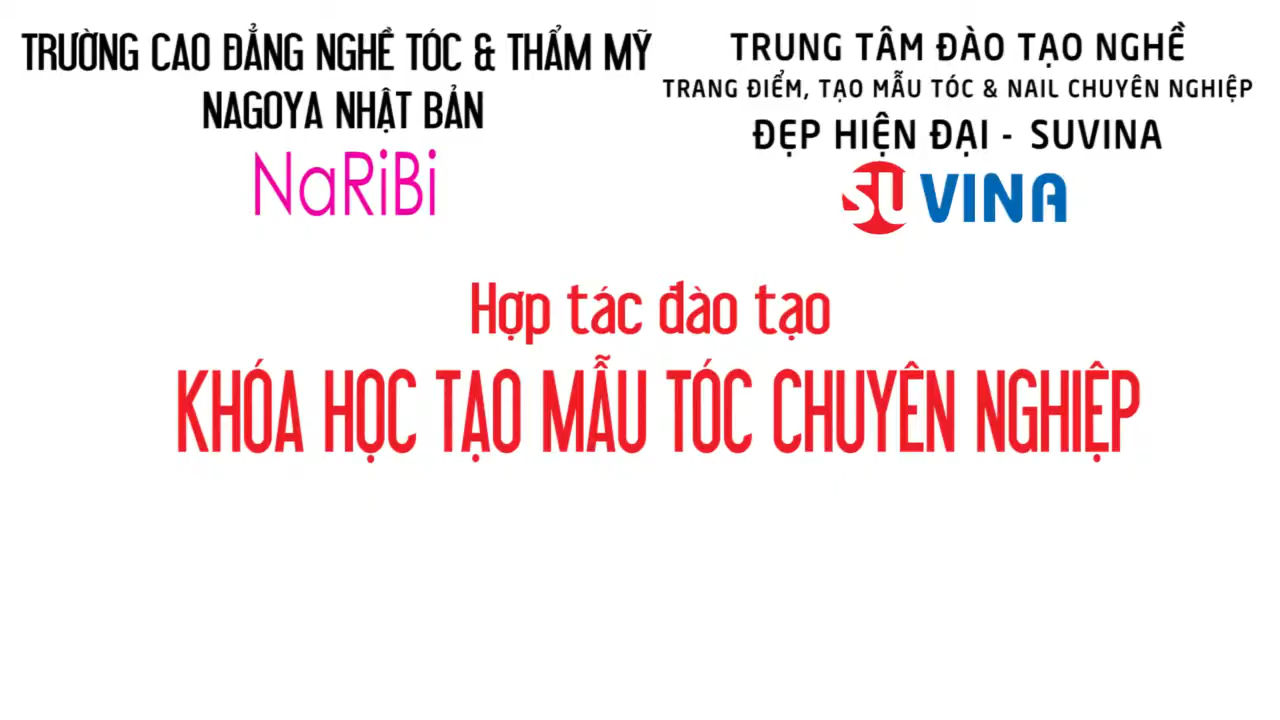 TRƯỜNG CAO ĐẲNG NGHỀ TÓC & THẨM MỸ
NAGOYA NHẬT BẢN
NaRiBi
TRUNG TÂM ĐÀO TẠO NGHỀ
TRANG ĐIỂM, TẠO MẪU TÓC & NAIL CHUYÊN NGHIỆP
ĐẸP HIỆN ĐẠI - SUVINA
SU VINA
Hợp tác đào tạo
KHÓA HỌC TẠO MẪU TÓC CHUYÊN NGHIỆP